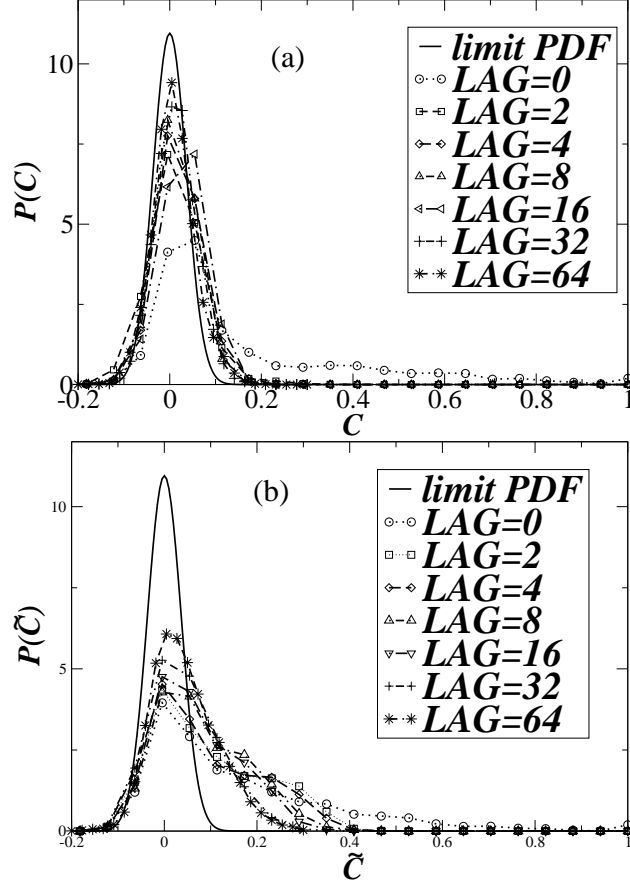 (a)
limit PDF
LAG=0
LAG=2
LAG=4
LAG=8
LAG=16
LAG=32
LAG=64
10
5
0
P(C)
-0.2 0 0.2 0.4 0.6 0.8 1
C
(b)
limit PDF
LAG=0
LAG=2
LAG=4
LAG=8
LAG=16
LAG=32
LAG=64
10
5
0
P(C̃)
-0.2 0 0.2 0.4 0.6 0.8 1
C̃